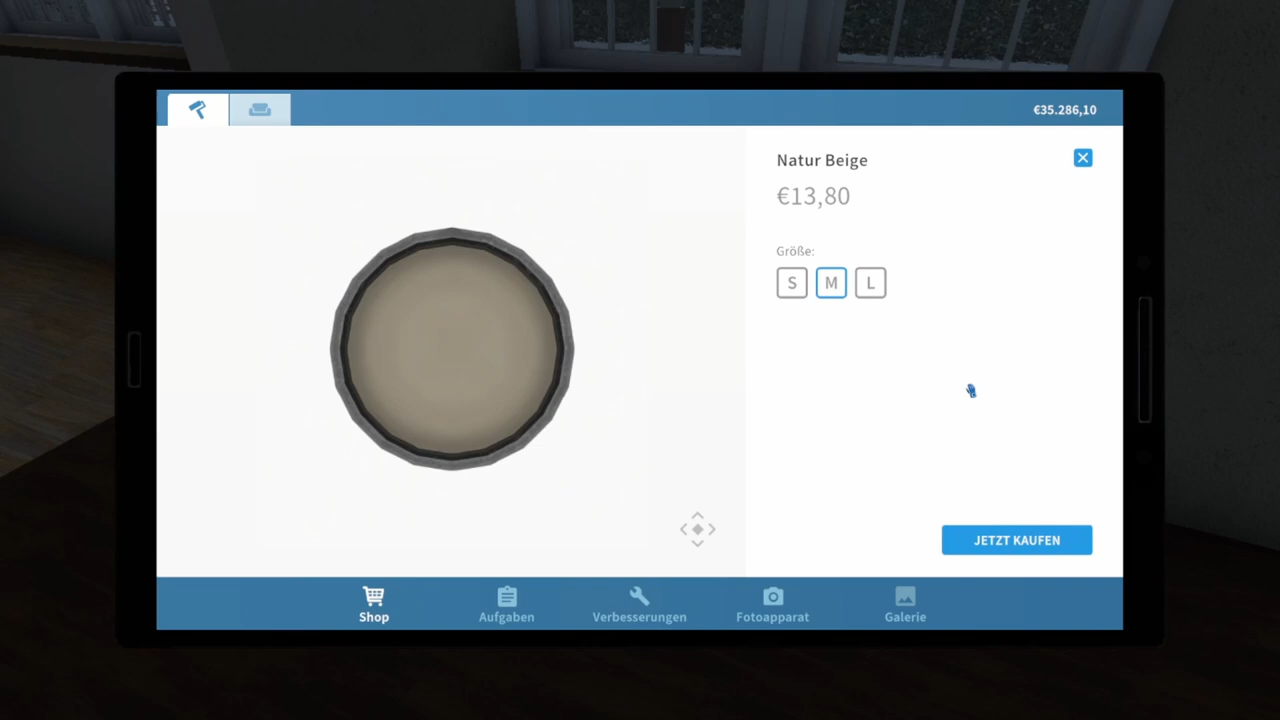 €35.286,10
Natur Beige
€13,80
Größe:
S M L
JETZT KAUFEN
Shop Aufgaben Verbesserungen Fotoapparat Galerie